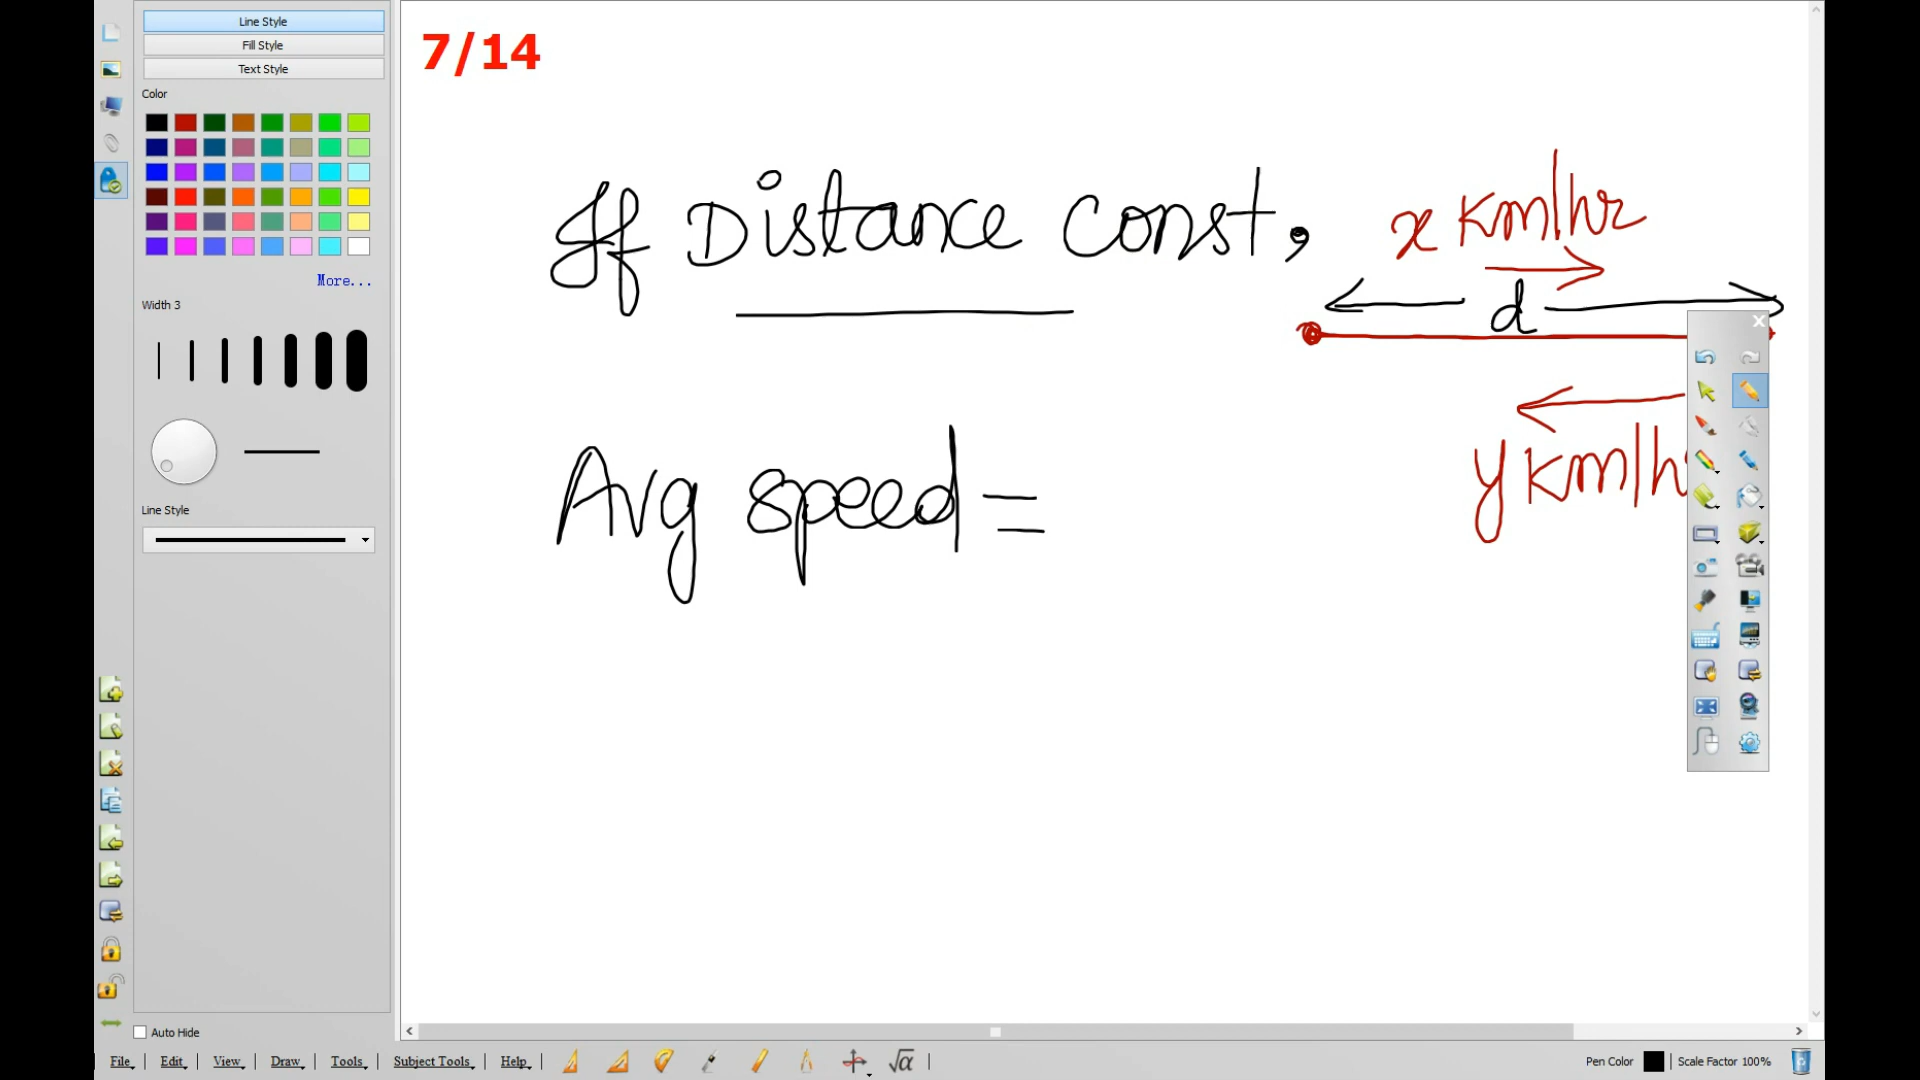 Line Style
Fill Style
Text Style
Color
More...
Width 3
Line Style
Auto Hide
7/14
If Distance const,
x Km/hr
d
y Km/h
Avg speed =
File
Edit
View
Draw
Tools
Subject Tools
Help
√α
Pen Color
Scale Factor 100%